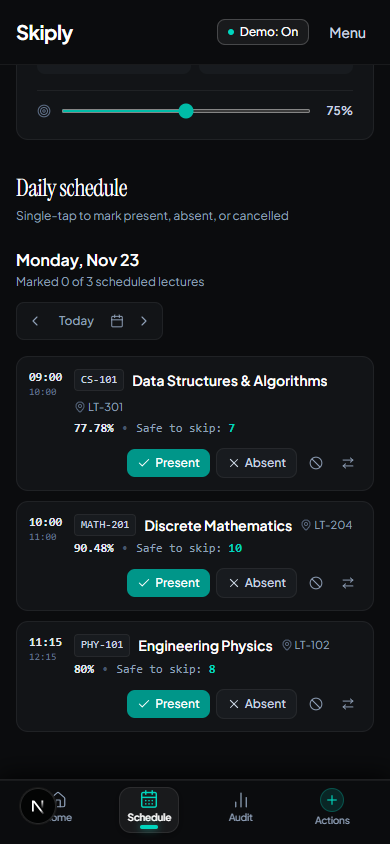 Skiply
Demo: On
Menu
75%
Daily schedule
Single-tap to mark present, absent, or cancelled
Monday, Nov 23
Marked 0 of 3 scheduled lectures
Today
09:00 CS-101 Data Structures & Algorithms
10:00
LT-301
77.78% • Safe to skip: 7
Present Absent
10:00 MATH-201 Discrete Mathematics LT-204
11:00
90.48% • Safe to skip: 10
Present Absent
11:15 PHY-101 Engineering Physics LT-102
12:15
80% • Safe to skip: 8
Present Absent
N ome Schedule Audit Actions